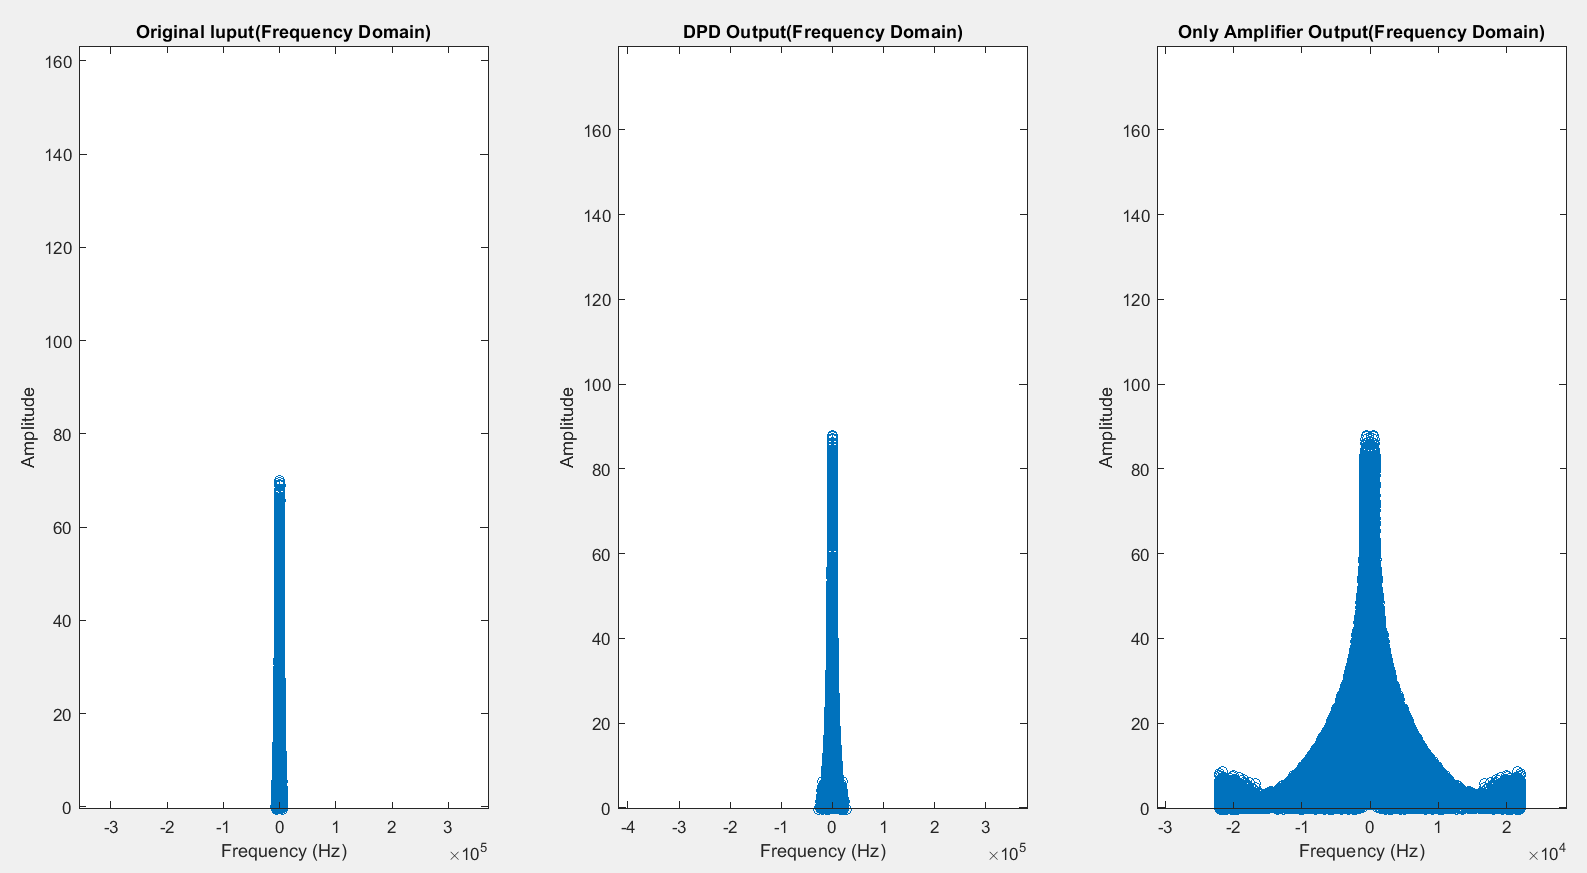 Original Iuput(Frequency Domain)
160
140
120
100
80
60
40
20
0
Amplitude
-3 -2 -1 0 1 2 3
Frequency (Hz)
×10^5
DPD Output(Frequency Domain)
160
140
120
100
80
60
40
20
0
Amplitude
-4 -3 -2 -1 0 1 2 3
Frequency (Hz)
×10^5
Only Amplifier Output(Frequency Domain)
160
140
120
100
80
60
40
20
0
Amplitude
-3 -2 -1 0 1 2
Frequency (Hz)
×10^4